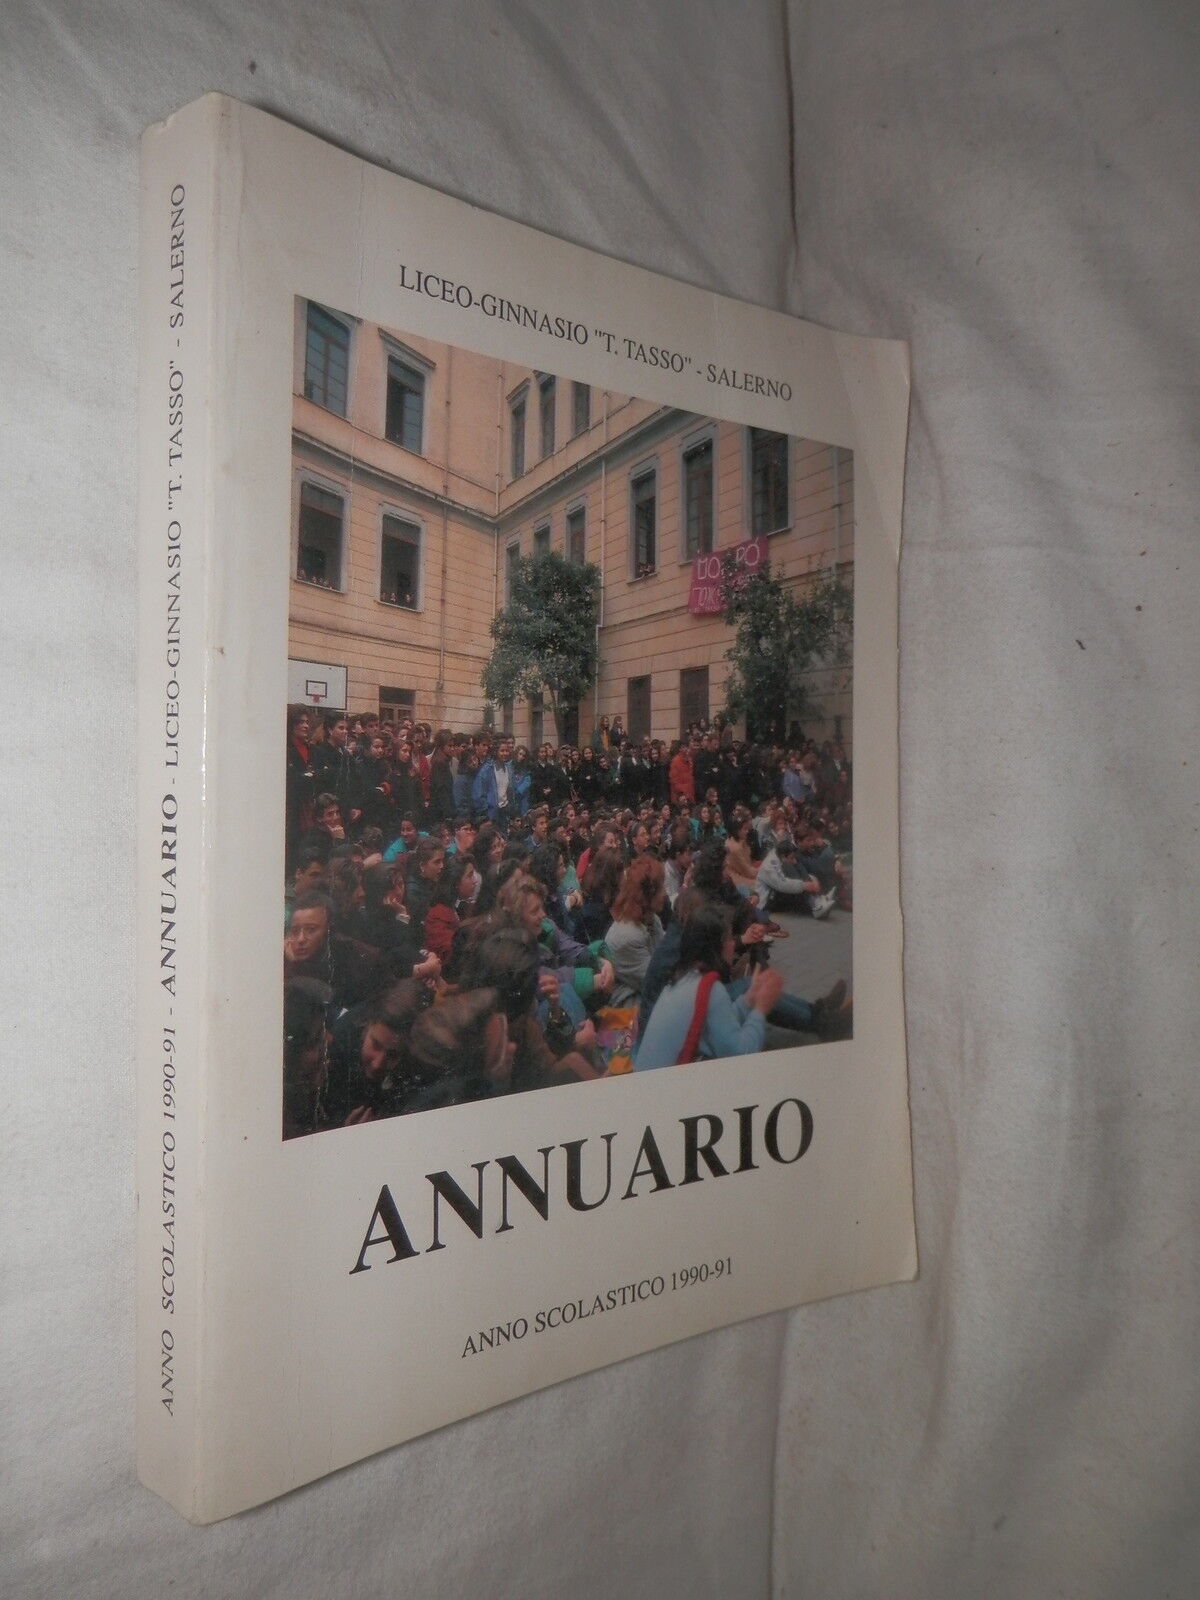 ANNO SCOLASTICO 1990-91 - ANNUARIO - LICEO-GINNASIO "T. TASSO" - SALERNO
LICEO-GINNASIO "T. TASSO" - SALERNO
ANNUARIO
ANNO SCOLASTICO 1990-91